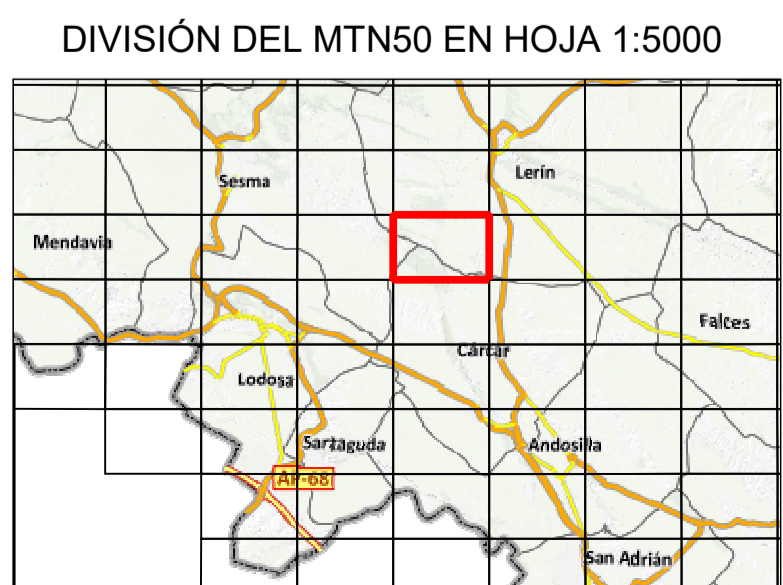 DIVISIÓN DEL MTN50 EN HOJA 1:5000
Lerín
Sesma
Mendavia
Falces
Cárcar
Lodosa
Sartaguda
Andosilla
AP-68
San Adrián